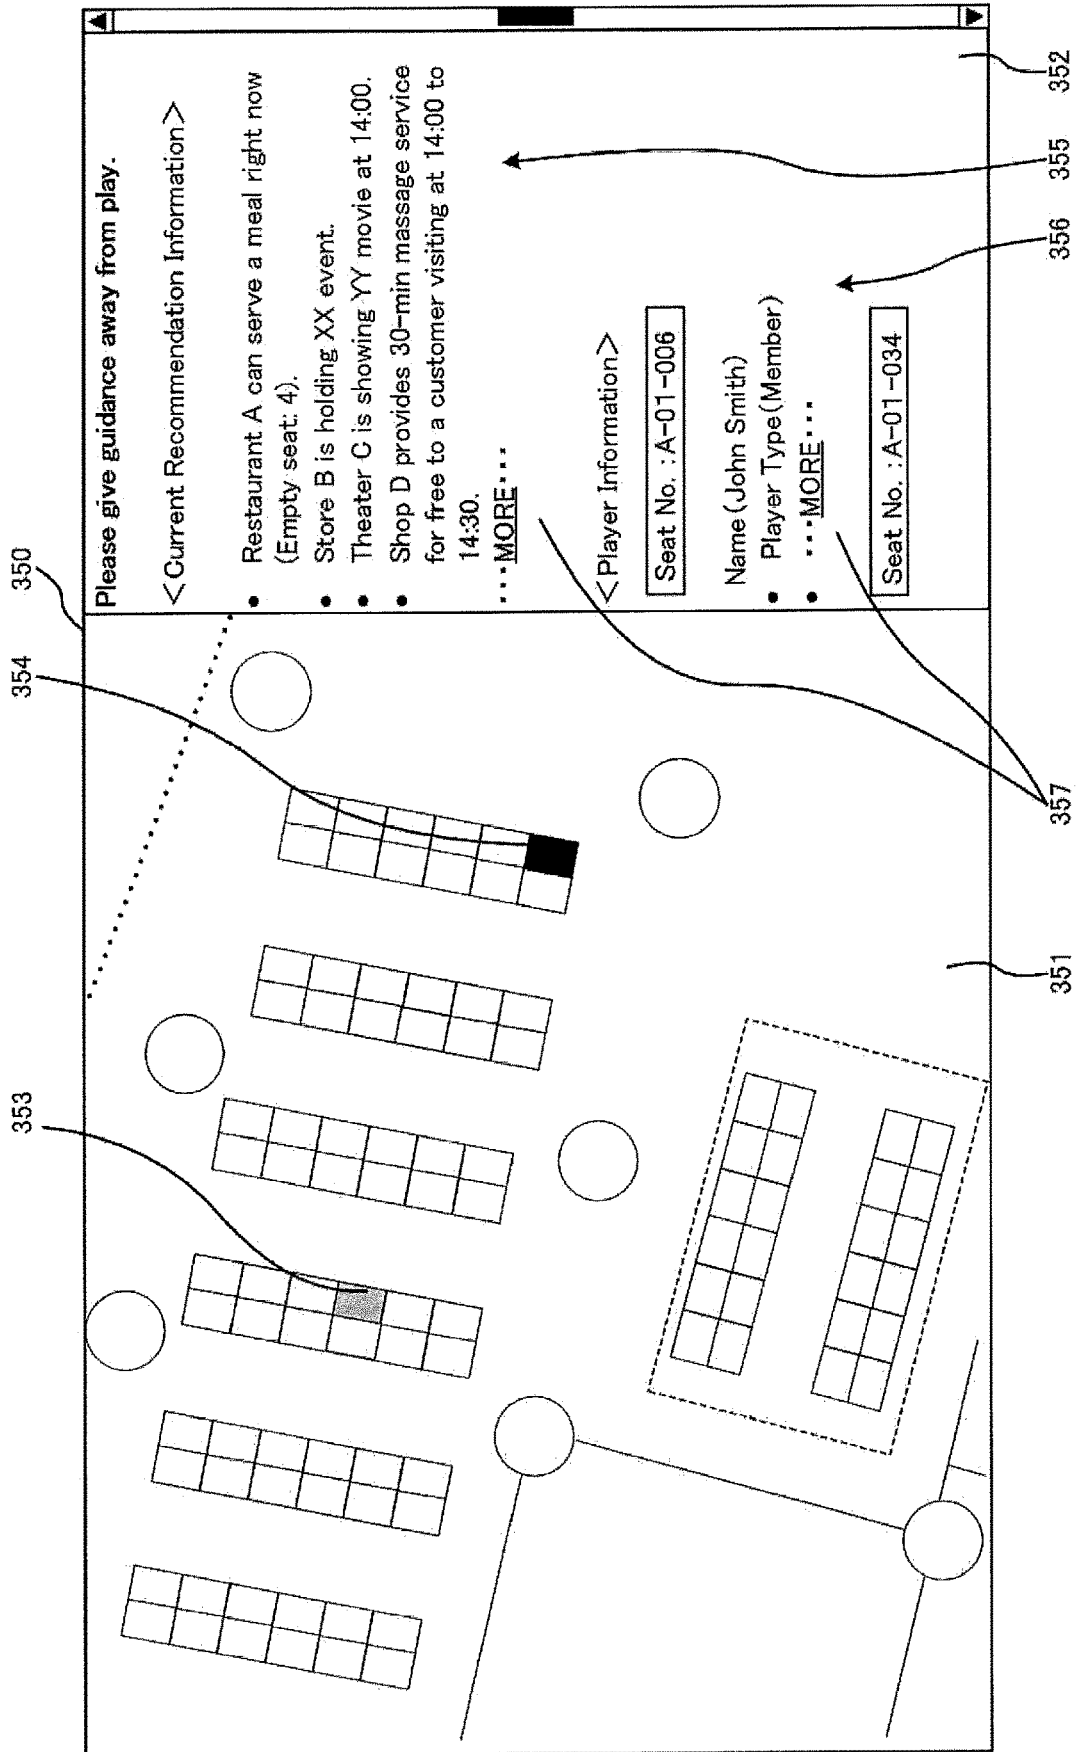 350
354
353
Please give guidance away from play.
<Current Recommendation Information>
• Restaurant A can serve a meal right now
(Empty seat: 4).
• Store B is holding XX event.
• Theater C is showing YY movie at 14:00.
• Shop D provides 30-min massage service
for free to a customer visiting at 14:00 to
14:30.
•••MORE•••
<Player Information>
Seat No. :A-01-006
Name(John Smith)
• Player Type(Member)
• •••MORE•••
Seat No. :A-01-034
351
357
356
355
352